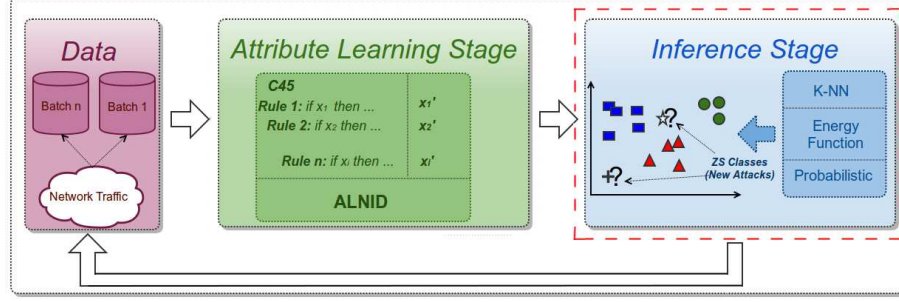 Data
Batch n
Batch 1
Network Traffic
Attribute Learning Stage
C45
Rule 1: if x₁ then ... x₁'
Rule 2: if x₂ then ... x₂'
Rule n: if xᵢ then ... xᵢ'
ALNID
Inference Stage
?
?
ZS Classes
(New Attacks)
K-NN
Energy
Function
Probabilistic